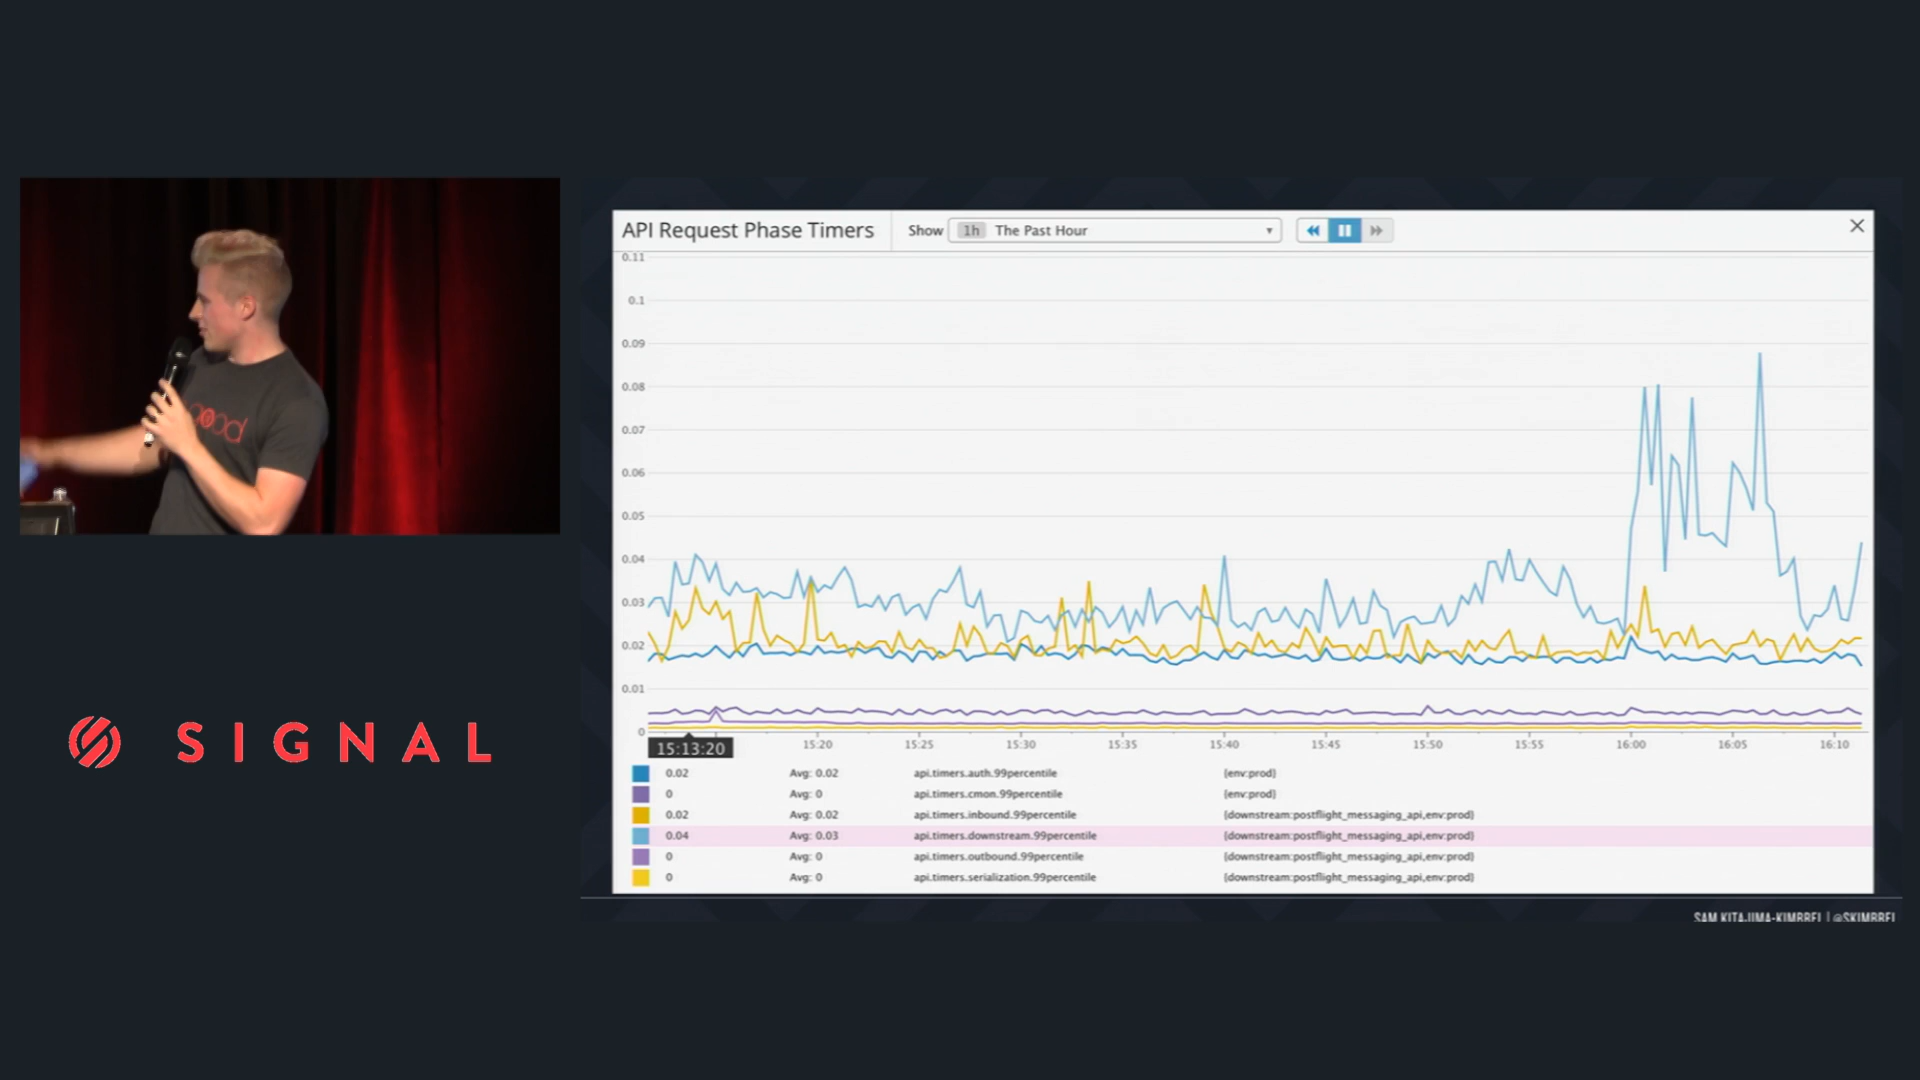 API Request Phase Timers
Show 1h The Past Hour
0.11
0.1
0.09
0.08
0.07
0.06
0.05
0.04
0.03
0.02
0.01
0
15:13:20 15:20 15:25 15:30 15:35 15:40 15:45 15:50 15:55 16:00 16:05 16:10
0.02 Avg: 0.02 api.timers.auth.99percentile {env:prod}
0 Avg: 0 api.timers.cmon.99percentile {env:prod}
0.02 Avg: 0.02 api.timers.inbound.99percentile {downstream:postflight_messaging_api,env:prod}
0.04 Avg: 0.03 api.timers.downstream.99percentile {downstream:postflight_messaging_api,env:prod}
0 Avg: 0 api.timers.outbound.99percentile {downstream:postflight_messaging_api,env:prod}
0 Avg: 0 api.timers.serialization.99percentile {downstream:postflight_messaging_api,env:prod}
SIGNAL
SAM KITAJIMA-KIMBREL | @SKIMBREL